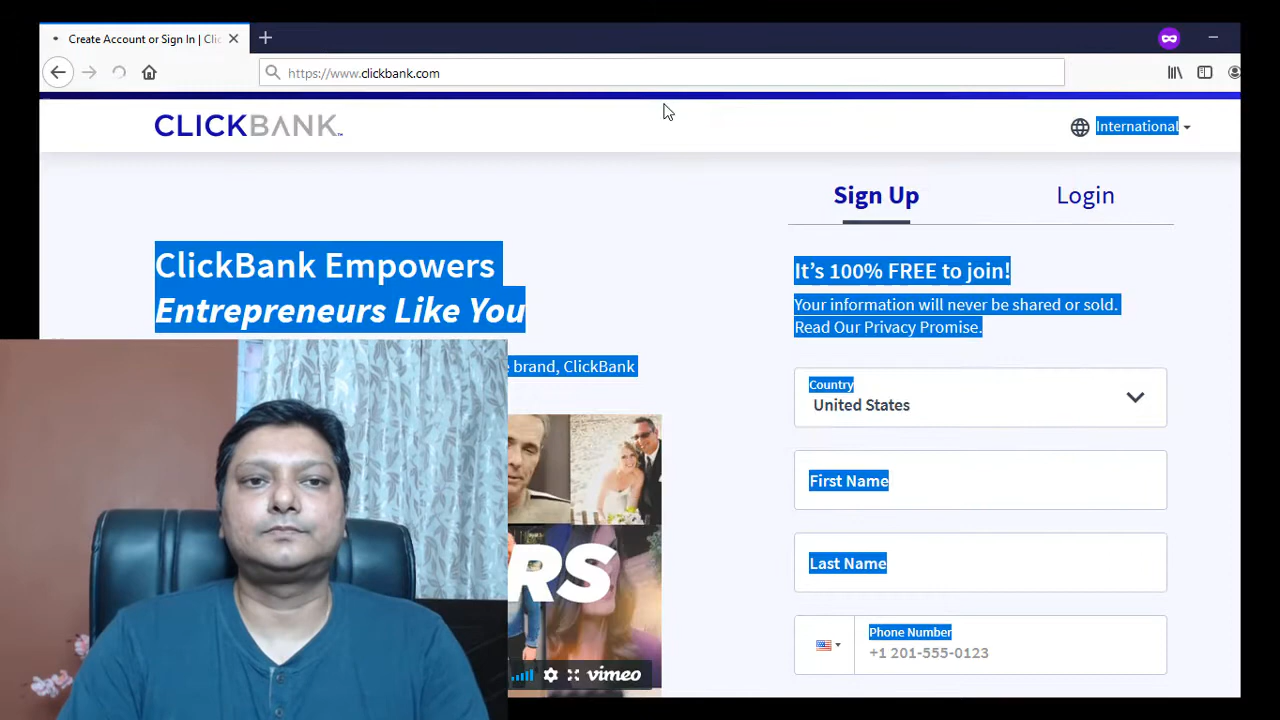 Create Account or Sign In | Clic
https://www.clickbank.com
CLICKBANK
International
Sign Up
Login
ClickBank Empowers
Entrepreneurs Like You
brand, ClickBank
It's 100% FREE to join!
Your information will never be shared or sold.
Read Our Privacy Promise.
Country
United States
First Name
Last Name
RS
Phone Number
+1 201-555-0123
vimeo